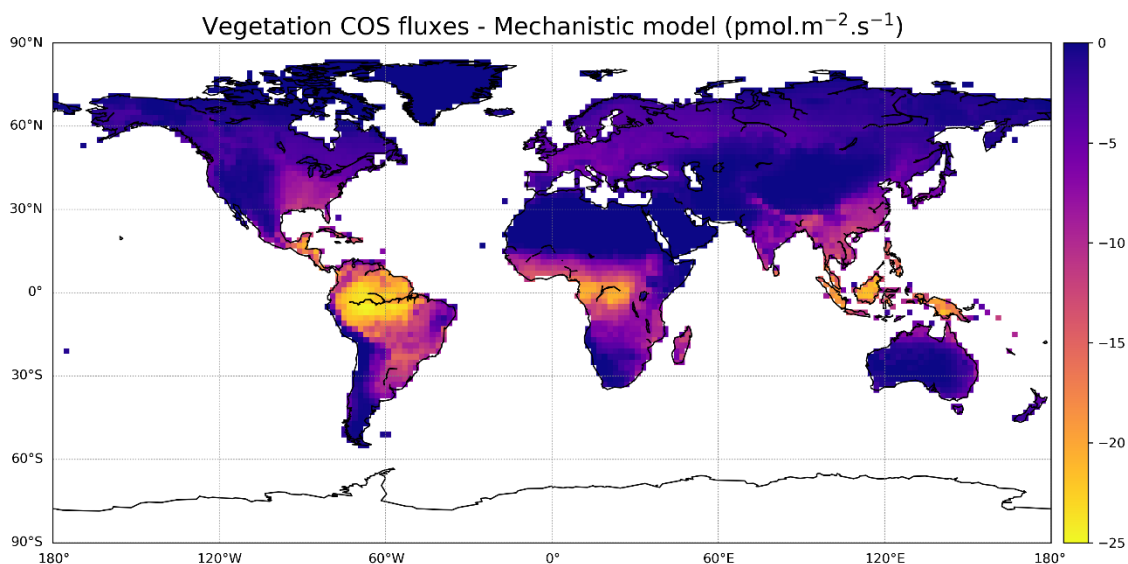 Vegetation COS fluxes - Mechanistic model (pmol.m⁻².s⁻¹)
90°N
60°N
30°N
0°
30°S
60°S
90°S
180°
120°W
60°W
0°
60°E
120°E
180°
0
−5
−10
−15
−20
−25